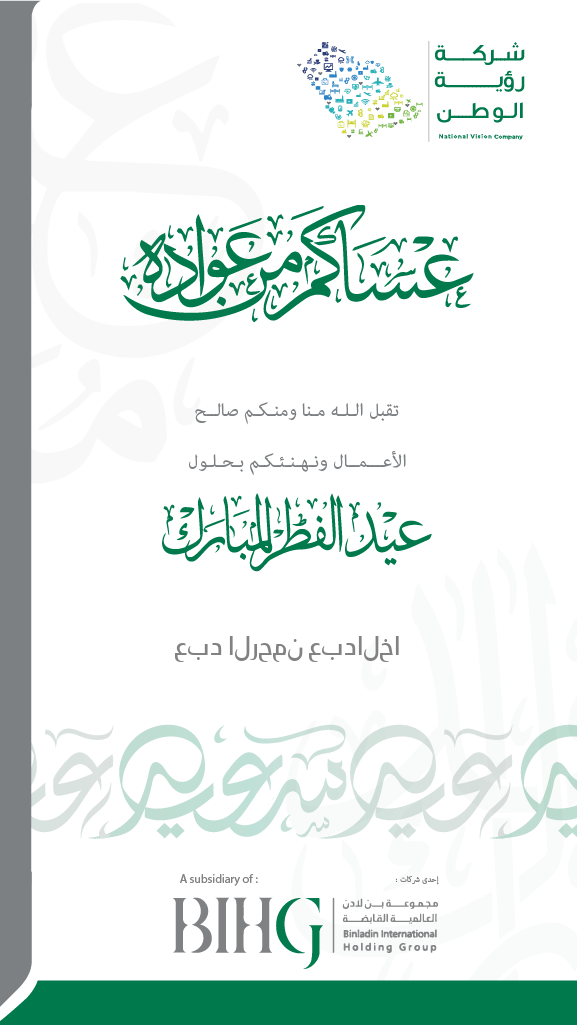 شركة
رؤية
الوطن
National Vision Company
عساكم من عواده
تقبل الله منا ومنكم صالح
الأعمال ونهنئكم بحلول
عيد الفطر المبارك
اخلادبع نمحرلا دبع
A subsidiary of :
إحدى شركات :
BIHG
مجموعة بن لادن
العالمية القابضة
Binladin International
Holding Group